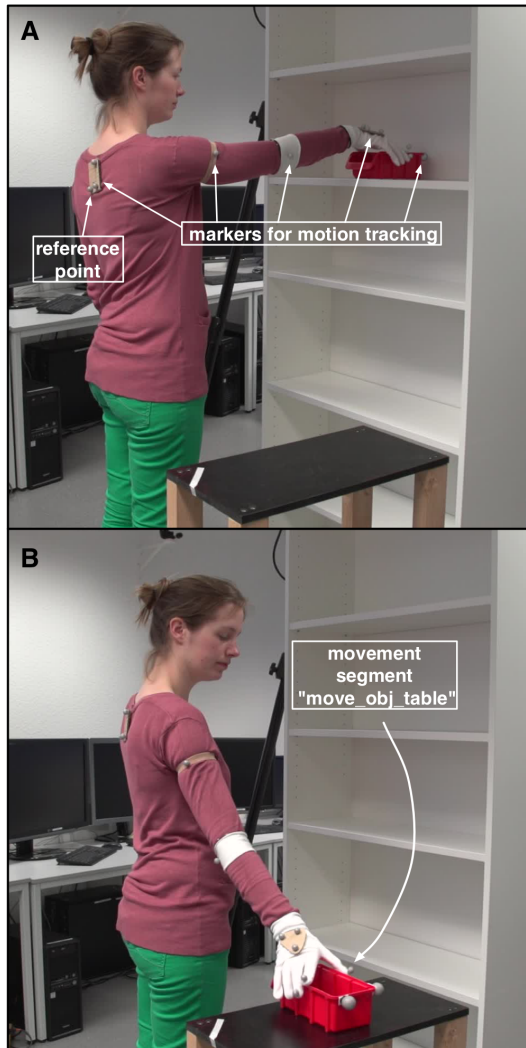 A
reference
point
markers for motion tracking
B
movement
segment
"move_obj_table"